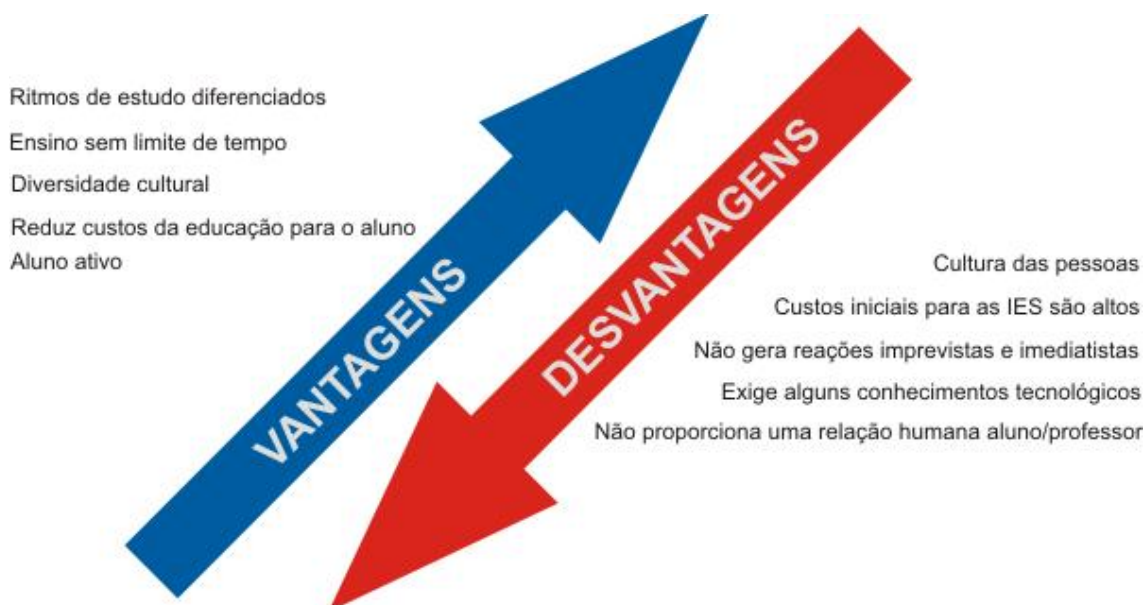 Ritmos de estudo diferenciados
Ensino sem limite de tempo
Diversidade cultural
Reduz custos da educação para o aluno
Aluno ativo
VANTAGENS
DESVANTAGENS
Cultura das pessoas
Custos iniciais para as IES são altos
Não gera reações imprevistas e imediatistas
Exige alguns conhecimentos tecnológicos
Não proporciona uma relação humana aluno/professor